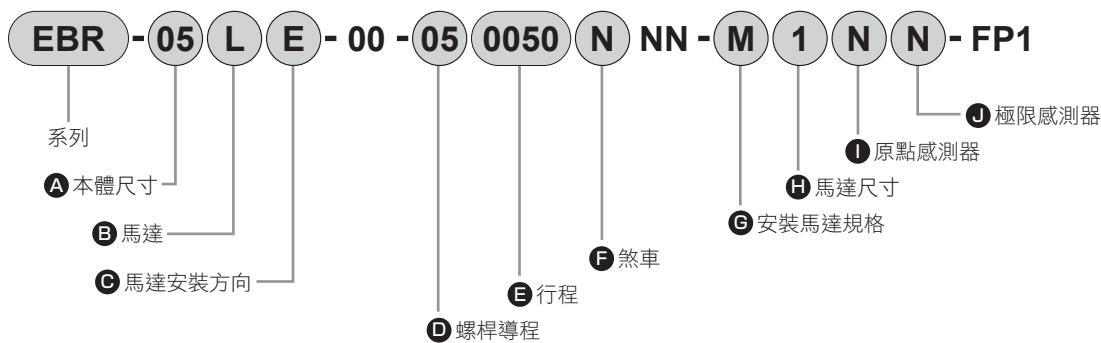 EBR - 05 L E - 00 - 05 0050 N NN - M 1 N N - FP1
系列
J 極限感測器
I 原點感測器
A 本體尺寸
H 馬達尺寸
B 馬達
G 安裝馬達規格
F 煞車
C 馬達安裝方向
E 行程
D 螺桿導程